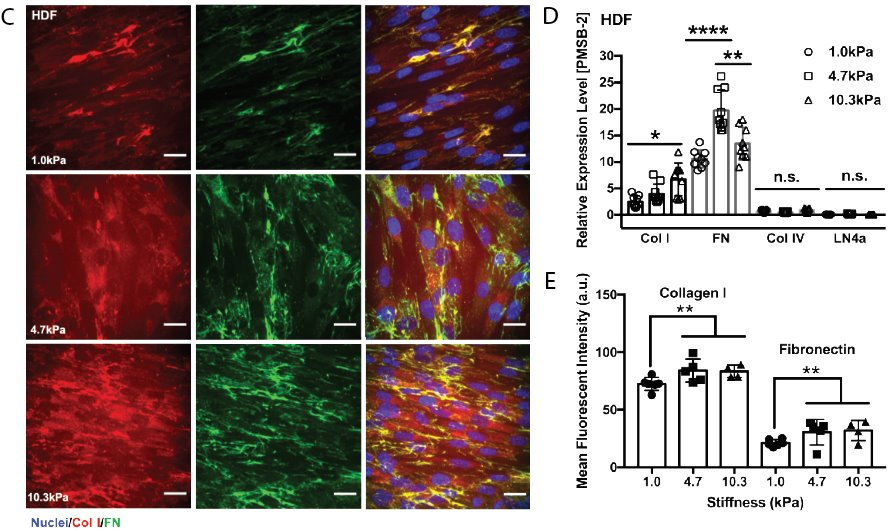 C
HDF
1.0kPa
4.7kPa
10.3kPa
Nuclei/Col I/FN
D HDF
Relative Expression Level [PMSB-2]
30
25
20
15
10
5
0
****
**
*
n.s.
n.s.
1.0kPa
4.7kPa
10.3kPa
Col I FN Col IV LN4a
E
Mean Fluorescent Intensity (a.u.)
150
100
50
0
Collagen I
**
Fibronectin
**
1.0 4.7 10.3 1.0 4.7 10.3
Stiffness (kPa)